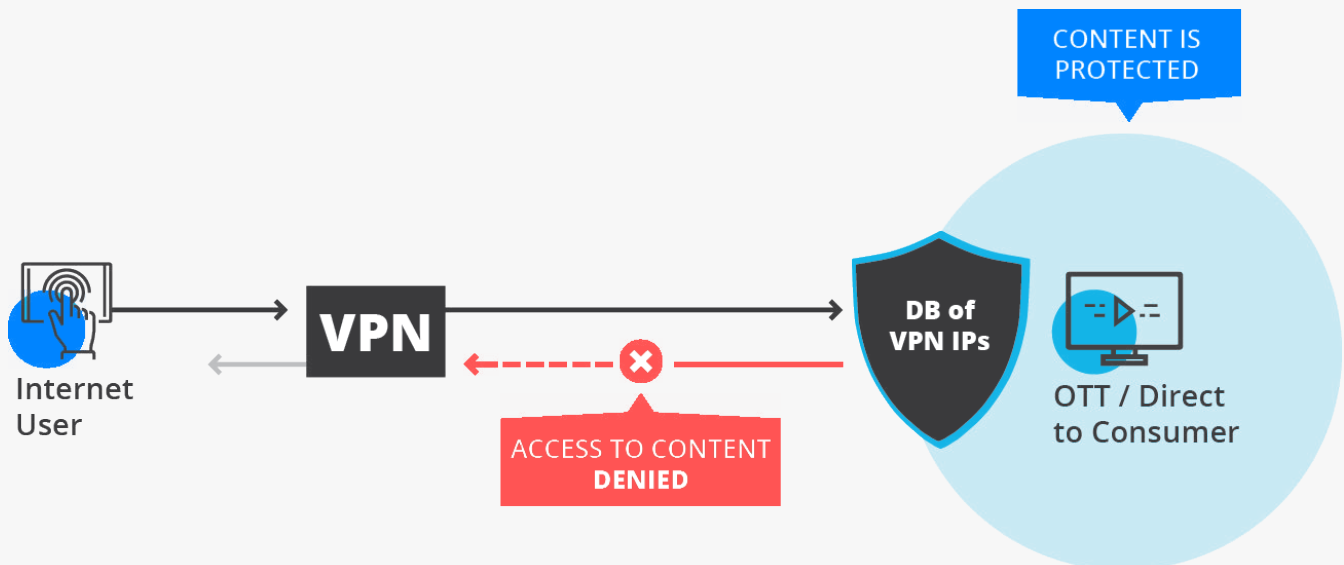 CONTENT IS
PROTECTED
Internet
User
VPN
ACCESS TO CONTENT
DENIED
DB of
VPN IPs
OTT / Direct
to Consumer